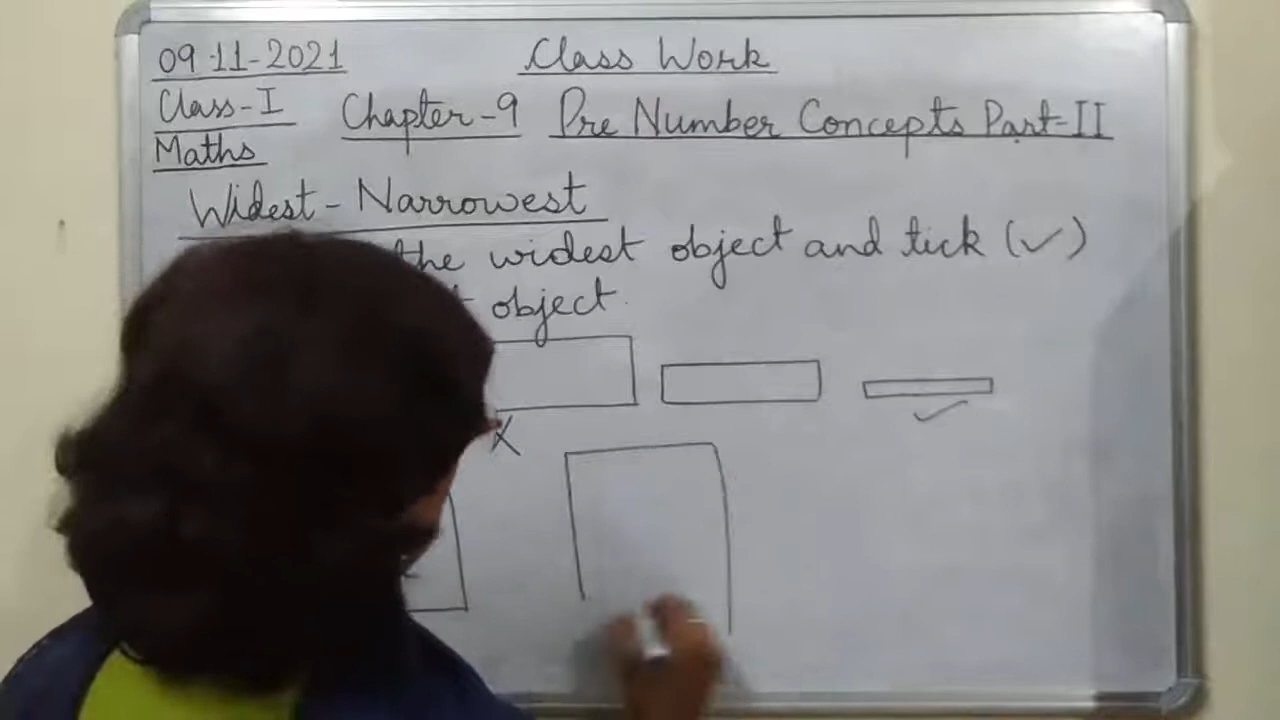 09-11-2021 Class Work
Class-I Chapter-9 Pre Number Concepts Part-II
Maths
Widest - Narrowest
the widest object and tick (✓)
object.
X
✓